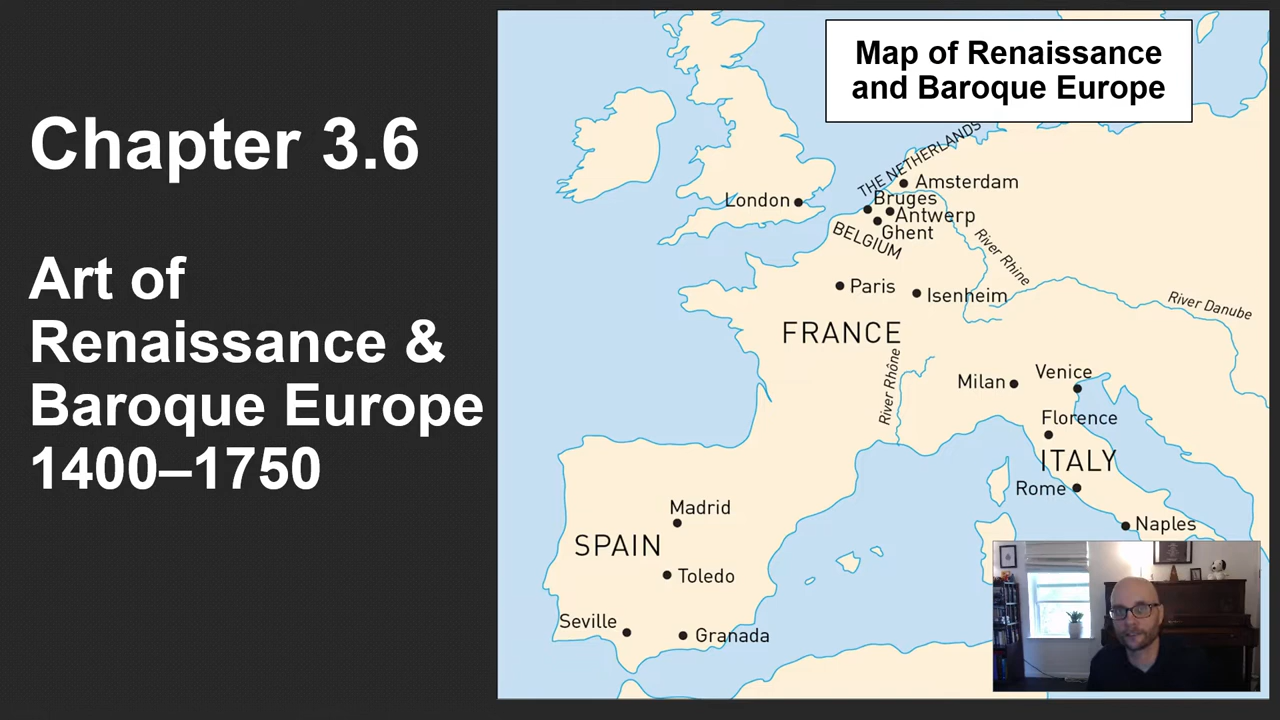 Chapter 3.6
Art of
Renaissance &
Baroque Europe
1400–1750
Map of Renaissance
and Baroque Europe
THE NETHERLANDS
Amsterdam
London
Bruges
Antwerp
Ghent
BELGIUM
River Rhine
Paris
Isenheim
River Danube
FRANCE
River Rhône
Milan
Venice
Florence
ITALY
Rome
Naples
Madrid
SPAIN
Toledo
Seville
Granada